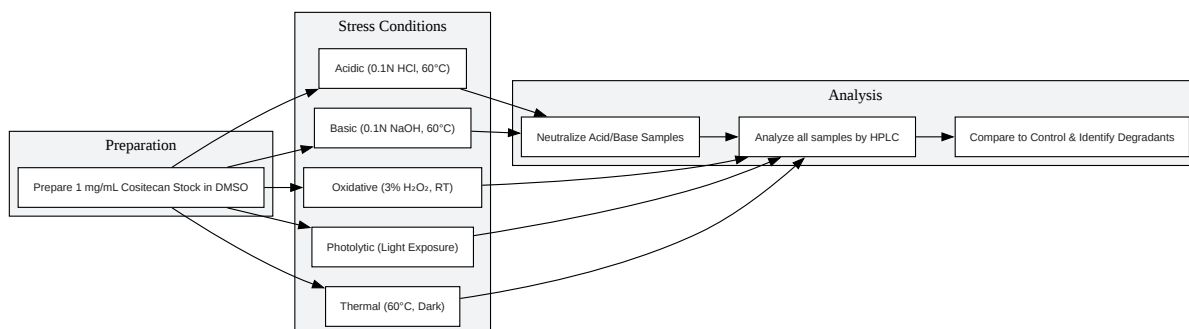 Stress Conditions
Acidic (0.1N HCl, 60°C)
Analysis
Basic (0.1N NaOH, 60°C)
Neutralize Acid/Base Samples
Analyze all samples by HPLC
Compare to Control & Identify Degradants
Preparation
Prepare 1 mg/mL Cositecan Stock in DMSO
Oxidative (3% H₂O₂, RT)
Photolytic (Light Exposure)
Thermal (60°C, Dark)